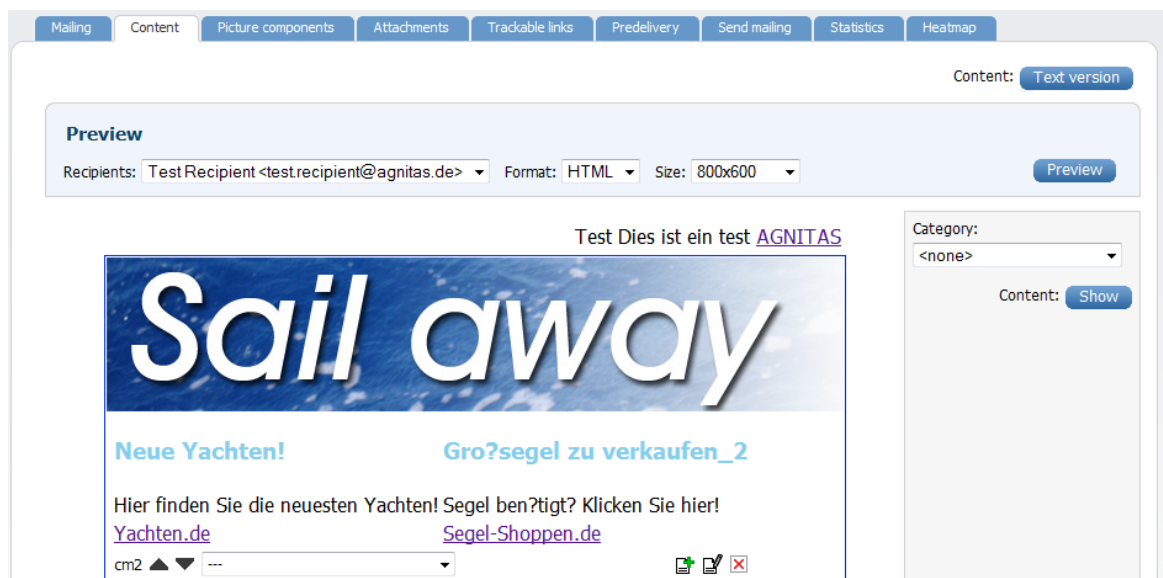 Mailing Content Picture components Attachments Trackable links Predelivery Send mailing Statistics Heatmap
Content: Text version
Preview
Recipients: Test Recipient <test.recipient@agnitas.de> Format: HTML Size: 800x600 Preview
Test Dies ist ein test AGNITAS
Category:
<none>
Content: Show
Sail away
Neue Yachten! Gro?segel zu verkaufen_2
Hier finden Sie die neuesten Yachten! Segel ben?tigt? Klicken Sie hier!
Yachten.de Segel-Shoppen.de
cm2 ---